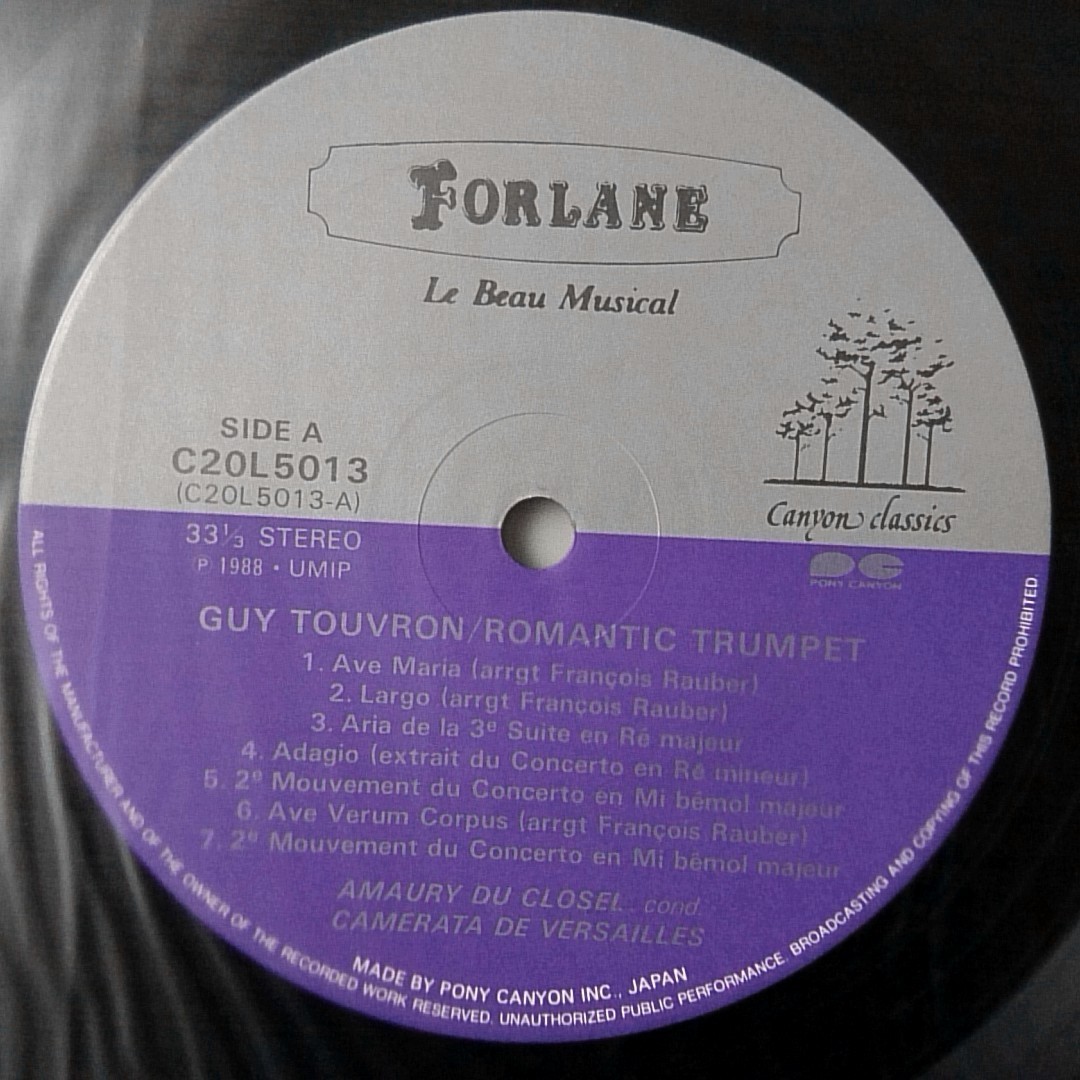 FORLANE
Le Beau Musical
SIDE A
C20L5013
(C20L5013-A)
33⅓ STEREO
℗ 1988 • UMIP
Canyon classics
PONY CANYON
GUY TOUVRON/ROMANTIC TRUMPET
1. Ave Maria (arrgt François Rauber)
2. Largo (arrgt François Rauber)
3. Aria de la 3e Suite en Ré majeur
4. Adagio (extrait du Concerto en Ré mineur)
5. 2e Mouvement du Concerto en Mi bémol majeur
6. Ave Verum Corpus (arrgt François Rauber)
7. 2e Mouvement du Concerto en Mi bémol majeur
AMAURY DU CLOSEL, cond.
CAMERATA DE VERSAILLES
MADE BY PONY CANYON INC., JAPAN
ALL RIGHTS OF THE MANUFACTURER AND OF THE OWNER OF THE RECORDED WORK RESERVED. UNAUTHORIZED PUBLIC PERFORMANCE. BROADCASTING AND COPYING OF THIS RECORD PROHIBITED.